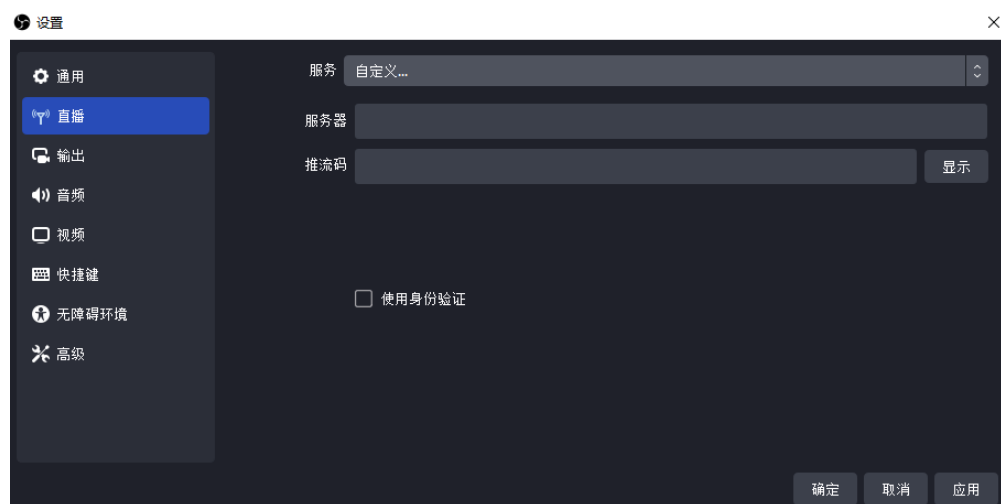 设置
通用
直播
输出
音频
视频
快捷键
无障碍环境
高级
服务 自定义...
服务器
推流码 显示
使用身份验证
确定 取消 应用